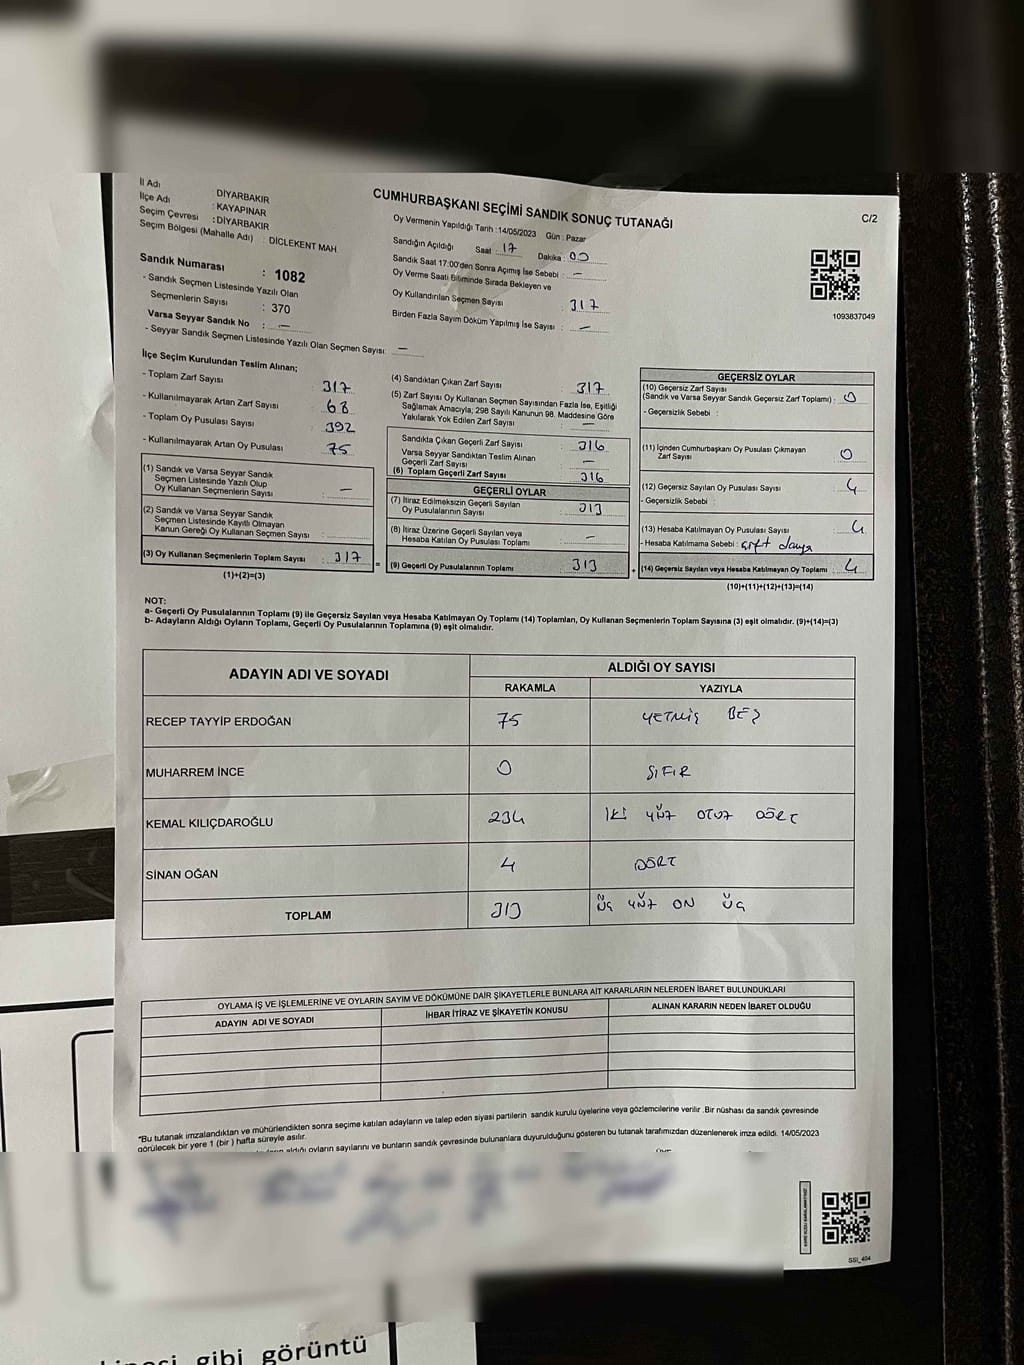 İl Adı : DİYARBAKIR
İlçe Adı : KAYAPINAR
Seçim Çevresi : DİYARBAKIR
Seçim Bölgesi (Mahalle Adı) : DİCLEKENT MAH
CUMHURBAŞKANI SEÇİMİ SANDIK SONUÇ TUTANAĞI
C/2
Oy Vermenin Yapıldığı Tarih :14/05/2023 Gün : Pazar
Sandığın Açıldığı Saat : 17 Dakika : 00
Sandık Saat 17:00'den Sonra Açımış İse Sebebi : –
Oy Verme Saati Bitiminde Sırada Bekleyen ve
Oy Kullandırılan Seçmen Sayısı 317
Birden Fazla Sayım Döküm Yapılmış İse Sayısı : –
1093837049
Sandık Numarası : 1082
- Sandık Seçmen Listesinde Yazılı Olan
Seçmenlerin Sayısı : 370
Varsa Seyyar Sandık No : –
- Seyyar Sandık Seçmen Listesinde Yazılı Olan Seçmen Sayısı: –
İlçe Seçim Kurulundan Teslim Alınan;
- Toplam Zarf Sayısı 317
- Kullanılmayarak Artan Zarf Sayısı 68
- Toplam Oy Pusulası Sayısı 392
- Kullanılmayarak Artan Oy Pusulası 75
(1) Sandık ve Varsa Seyyar Sandık
Seçmen Listesinde Yazılı Olup
Oy Kullanan Seçmenlerin Sayısı –
(2) Sandık ve Varsa Seyyar Sandık
Seçmen Listesinde Kayıtlı Olmayan
Kanun Gereği Oy Kullanan Seçmen Sayısı :
(3) Oy Kullanan Seçmenlerin Toplam Sayısı : 317
(1)+(2)=(3)
=
(4) Sandıktan Çıkan Zarf Sayısı : 317
(5) Zarf Sayısı Oy Kullanan Seçmen Sayısından Fazla İse, Eşitliği
Sağlamak Amacıyla; 298 Sayılı Kanunun 98. Maddesine Göre
Yakılarak Yok Edilen Zarf Sayısı : –
Sandıkta Çıkan Geçerli Zarf Sayısı 316
Varsa Seyyar Sandıktan Teslim Alınan
Geçerli Zarf Sayısı –
(6) Toplam Geçerli Zarf Sayısı 316
GEÇERLİ OYLAR
(7) İtiraz Edilmeksizin Geçerli Sayılan
Oy Pusulalarının Sayısı 313
(8) İtiraz Üzerine Geçerli Sayılan veya
Hesaba Katılan Oy Pusulası Toplamı –
(9) Geçerli Oy Pusulalarının Toplamı 313
+
GEÇERSİZ OYLAR
(10) Geçersiz Zarf Sayısı
(Sandık ve Varsa Seyyar Sandık Geçersiz Zarf Toplamı) : 0
- Geçersizlik Sebebi :
(11) İçinden Cumhurbaşkanı Oy Pusulası Çıkmayan
Zarf Sayısı 0
(12) Geçersiz Sayılan Oy Pusulası Sayısı 4
- Geçersizlik Sebebi :
(13) Hesaba Katılmayan Oy Pusulası Sayısı 4
- Hesaba Katılmama Sebebi : çift
(14) Geçersiz Sayılan veya Hesaba Katılmayan Oy Toplamı 4
(10)+(11)+(12)+(13)=(14)
NOT:
a- Geçerli Oy Pusulalarının Toplamı (9) ile Geçersiz Sayılan veya Hesaba Katılmayan Oy Toplamı (14) Toplamları, Oy Kullanan Seçmenlerin Toplam Sayısına (3) eşit olmalıdır. (9)+(14)=(3)
b- Adayların Aldığı Oyların Toplamı, Geçerli Oy Pusulalarının Toplamına (9) eşit olmalıdır.
ADAYIN ADI VE SOYADI
ALDIĞI OY SAYISI
RAKAMLA YAZIYLA
RECEP TAYYİP ERDOĞAN 75 YETMİŞ BEŞ
MUHARREM İNCE 0 SIFIR
KEMAL KILIÇDAROĞLU 234 İKİ YÜZ OTUZ DÖRT
SİNAN OĞAN 4 DÖRT
TOPLAM 313 ÜÇ YÜZ ON ÜÇ
OYLAMA İŞ VE İŞLEMLERİNE VE OYLARIN SAYIM VE DÖKÜMÜNE DAİR ŞİKAYETLERLE BUNLARA AİT KARARLARIN NELERDEN İBARET BULUNDUKLARI
ADAYIN ADI VE SOYADI İHBAR İTİRAZ VE ŞİKAYETİN KONUSU ALINAN KARARIN NEDEN İBARET OLDUĞU
*Bu tutanak imzalandıktan ve mühürlendikten sonra seçime katılan adayların ve talep eden siyasi partilerin sandık kurulu üyelerine veya gözlemcilerine verilir .Bir nüshası da sandık çevresinde
görülecek bir yere 1 (bir ) hafta süreyle asılır.
aldığı oyların sayılarını ve bunların sandık çevresinde bulunanlara duyurulduğunu gösteren bu tutanak tarafımızdan düzenlenerek imza edildi. 14/05/2023
SSI_404
gibi görüntü